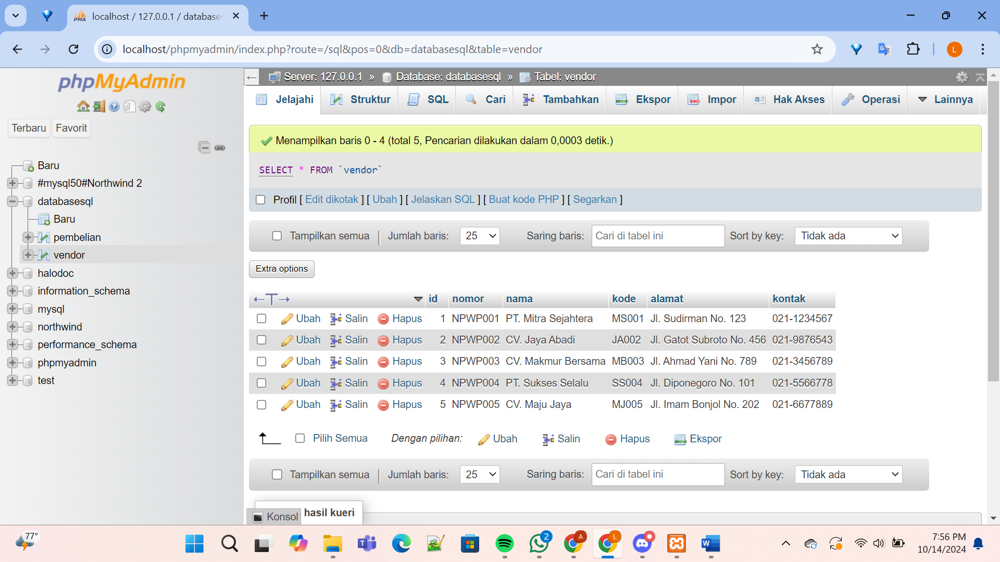 localhost / 127.0.0.1 / databases
localhost/phpmyadmin/index.php?route=/sql&pos=0&db=databasesql&table=vendor
L
phpMyAdmin
Terbaru Favorit
Baru
#mysql50#Northwind 2
databasesql
Baru
pembelian
vendor
halodoc
information_schema
mysql
northwind
performance_schema
phpmyadmin
test
Server: 127.0.0.1 » Database: databasesql » Tabel: vendor
Jelajahi Struktur SQL Cari Tambahkan Ekspor Impor Hak Akses Operasi Lainnya
Menampilkan baris 0 - 4 (total 5, Pencarian dilakukan dalam 0,0003 detik.)
SELECT * FROM `vendor`
Profil [ Edit dikotak ] [ Ubah ] [ Jelaskan SQL ] [ Buat kode PHP ] [ Segarkan ]
Tampilkan semua | Jumlah baris: 25 Saring baris: Cari di tabel ini Sort by key: Tidak ada
Extra options
←T→ id nomor nama kode alamat kontak
Ubah Salin Hapus 1 NPWP001 PT. Mitra Sejahtera MS001 Jl. Sudirman No. 123 021-1234567
Ubah Salin Hapus 2 NPWP002 CV. Jaya Abadi JA002 Jl. Gatot Subroto No. 456 021-9876543
Ubah Salin Hapus 3 NPWP003 CV. Makmur Bersama MB003 Jl. Ahmad Yani No. 789 021-3456789
Ubah Salin Hapus 4 NPWP004 PT. Sukses Selalu SS004 Jl. Diponegoro No. 101 021-5566778
Ubah Salin Hapus 5 NPWP005 CV. Maju Jaya MJ005 Jl. Imam Bonjol No. 202 021-6677889
Pilih Semua Dengan pilihan: Ubah Salin Hapus Ekspor
Tampilkan semua | Jumlah baris: 25 Saring baris: Cari di tabel ini Sort by key: Tidak ada
Konsol hasil kueri
77°
2
A
L
7:56 PM
10/14/2024